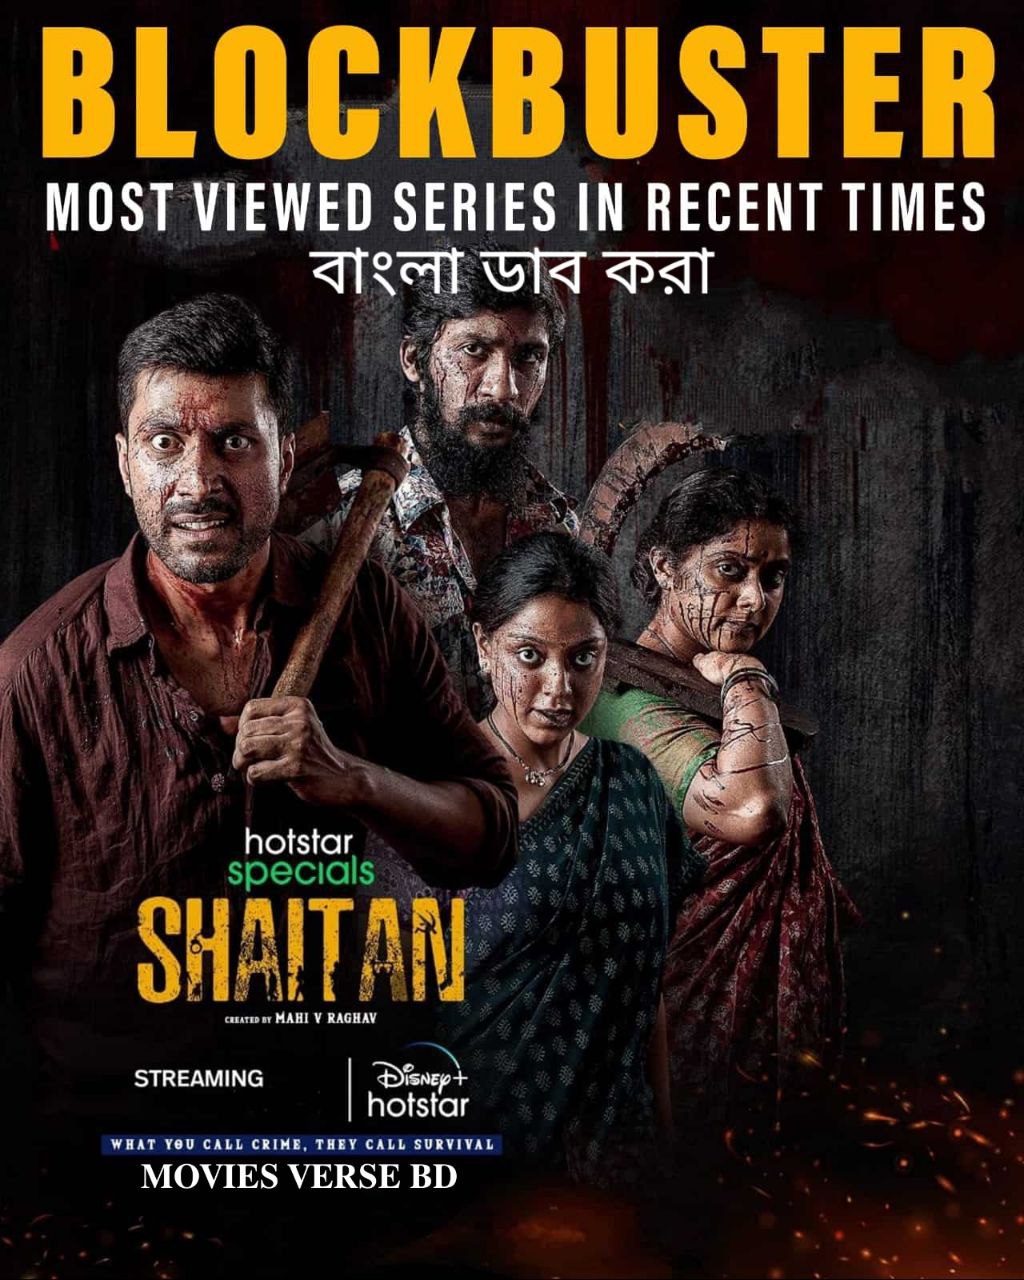 BLOCKBUSTER
MOST VIEWED SERIES IN RECENT TIMES
বাংলা ডাব করা
hotstar
specials
SHAITAN
CREATED BY MAHI V RAGHAV
STREAMING
Disney+
hotstar
WHAT YOU CALL CRIME, THEY CALL SURVIVAL
MOVIES VERSE BD